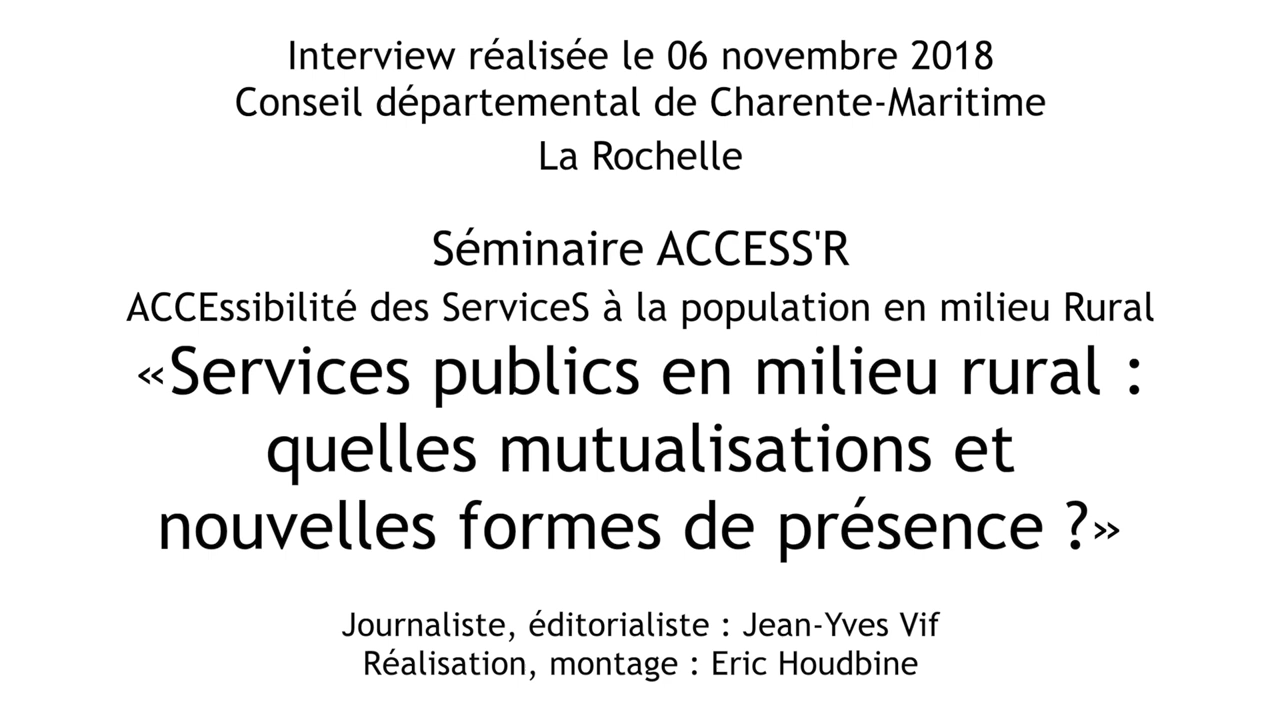 Interview réalisée le 06 novembre 2018
Conseil départemental de Charente-Maritime
La Rochelle
Séminaire ACCESS'R
ACCEssibilité des ServiceS à la population en milieu Rural
«Services publics en milieu rural :
quelles mutualisations et
nouvelles formes de présence ?»
Journaliste, éditorialiste : Jean-Yves Vif
Réalisation, montage : Eric Houdbine